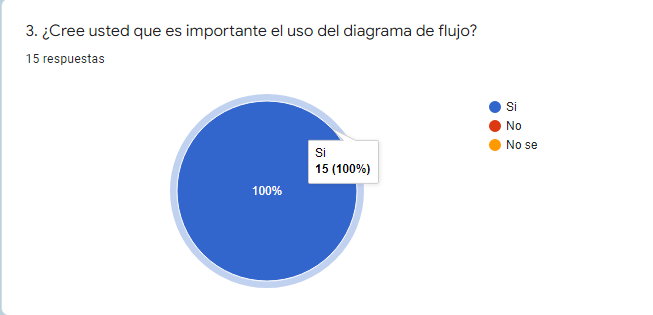 3. ¿Cree usted que es importante el uso del diagrama de flujo?
15 respuestas
Si
No
No se
Si
15 (100%)
100%